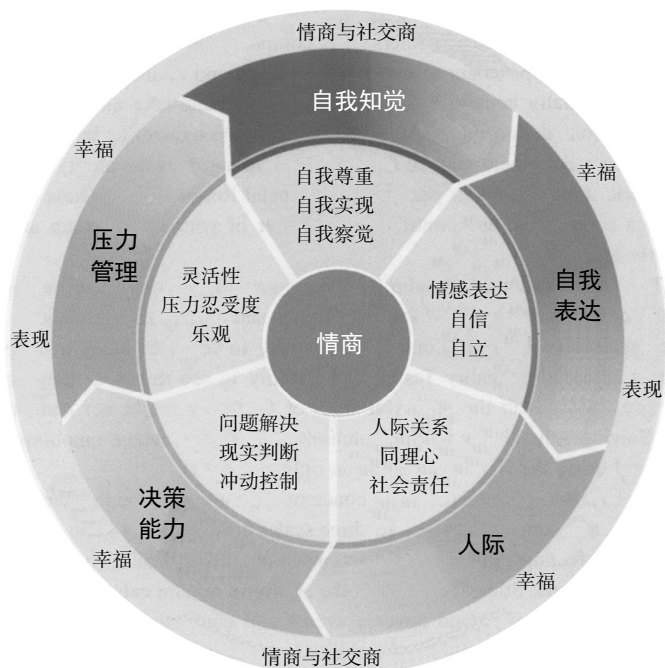 情商与社交商
自我知觉
幸福
幸福
自我尊重
自我实现
自我察觉
压力
管理
灵活性
压力忍受度
乐观
情感表达
自信
自立
自我
表达
情商
表现
表现
问题解决
现实判断
冲动控制
人际关系
同理心
社会责任
决策
能力
人际
幸福
幸福
情商与社交商